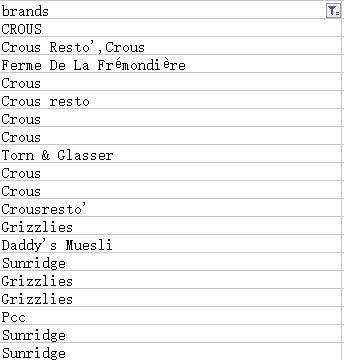 brands
CROUS
Crous Resto',Crous
Ferme De La Frémondière
Crous
Crous resto
Crous
Crous
Torn & Glasser
Crous
Crous
Crousresto'
Grizzlies
Daddy's Muesli
Sunridge
Grizzlies
Grizzlies
Pcc
Sunridge
Sunridge